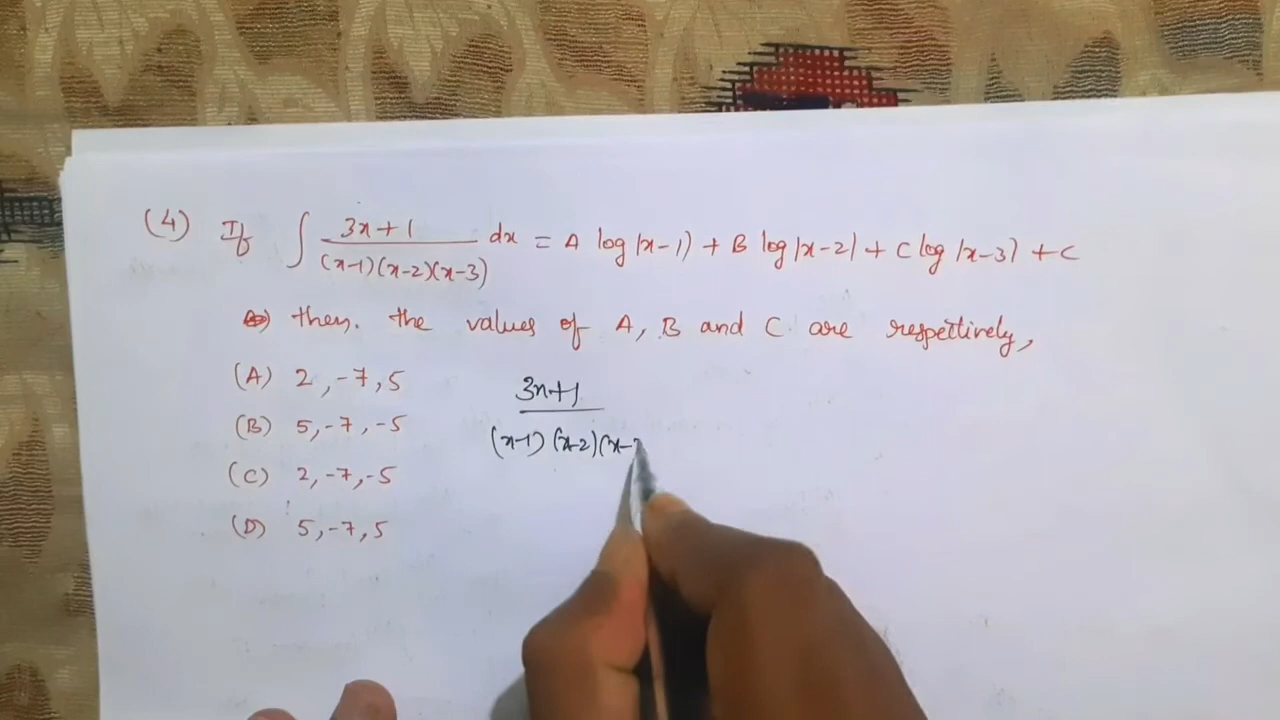 (4) If ∫ 3x+1 / (x-1)(x-2)(x-3) dx = A log|x-1| + B log|x-2| + C log|x-3| + C
then. the values of A, B and C are respectively,
(A) 2, -7, 5
(B) 5, -7, -5
(C) 2, -7, -5
(D) 5, -7, 5
3x+1
(x-1) (x-2)(x-